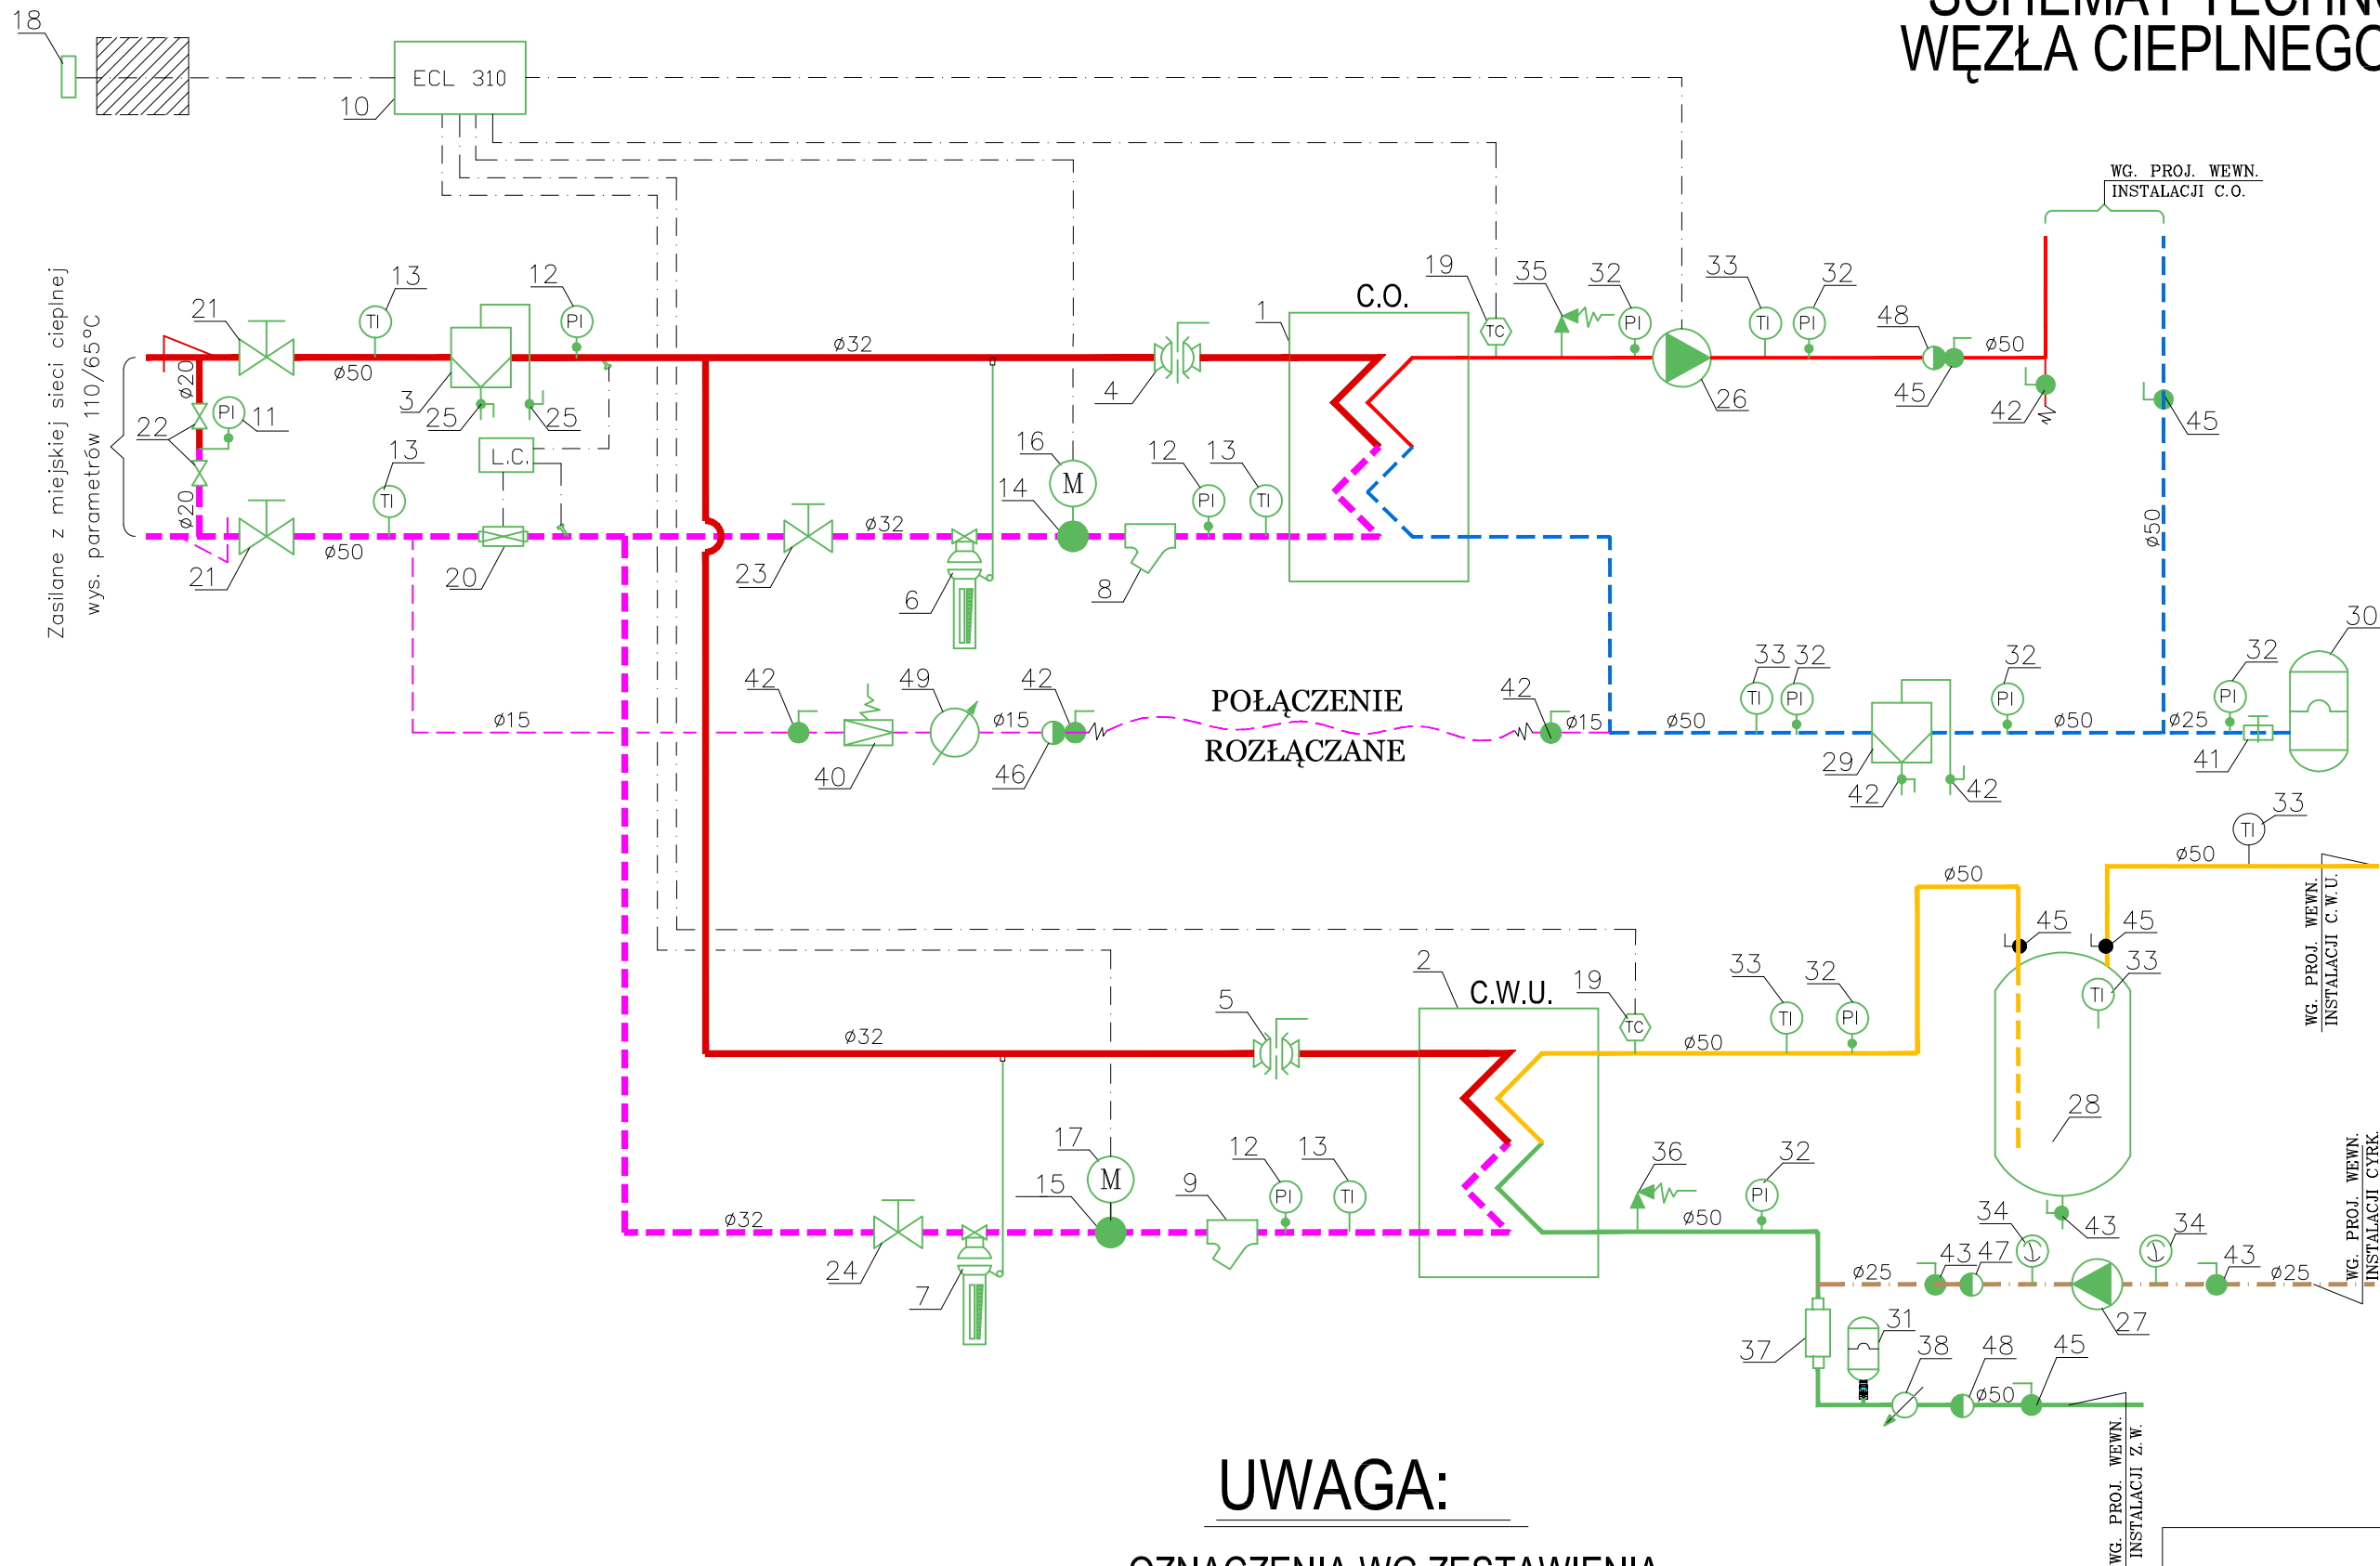 WĘZŁA CIEPLNEGO
18
ECL 310
10
WG. PROJ. WEWN.
INSTALACJI C.O.
Zasilane z miejskiej sieci cieplnej
wys. parametrów 110/65°C
21
13
TI
12
PI
ø20
ø50
3
25
25
ø32
4
1
C.O.
19
TC
35
32
PI
26
33
TI
32
PI
48
45
ø50
42
45
22
PI
11
13
TI
L.C.
ø20
21
ø50
20
23
ø32
6
16
M
14
8
12
PI
13
TI
ø50
ø15
42
40
49
ø15
42
46
POŁĄCZENIE
ROZŁĄCZANE
42
ø15
ø50
33
TI
32
PI
29
42
42
32
PI
ø50
ø25
32
PI
41
30
33
TI
ø50
ø50
WG. PROJ. WEWN.
INSTALACJI C.W.U.
45
45
33
TI
28
ø32
5
2
C.W.U.
19
TC
ø50
33
TI
32
PI
ø32
24
7
17
M
15
9
12
PI
13
TI
36
ø50
32
PI
43
34
34
ø25
43
47
27
43
ø25
WG. PROJ. WEWN.
INSTALACJI CYRK.
37
31
38
48
ø50
45
WG. PROJ. WEWN.
INSTALACJI Z.W.
UWAGA:
OZNACZENIA WG ZESTAWIENIA